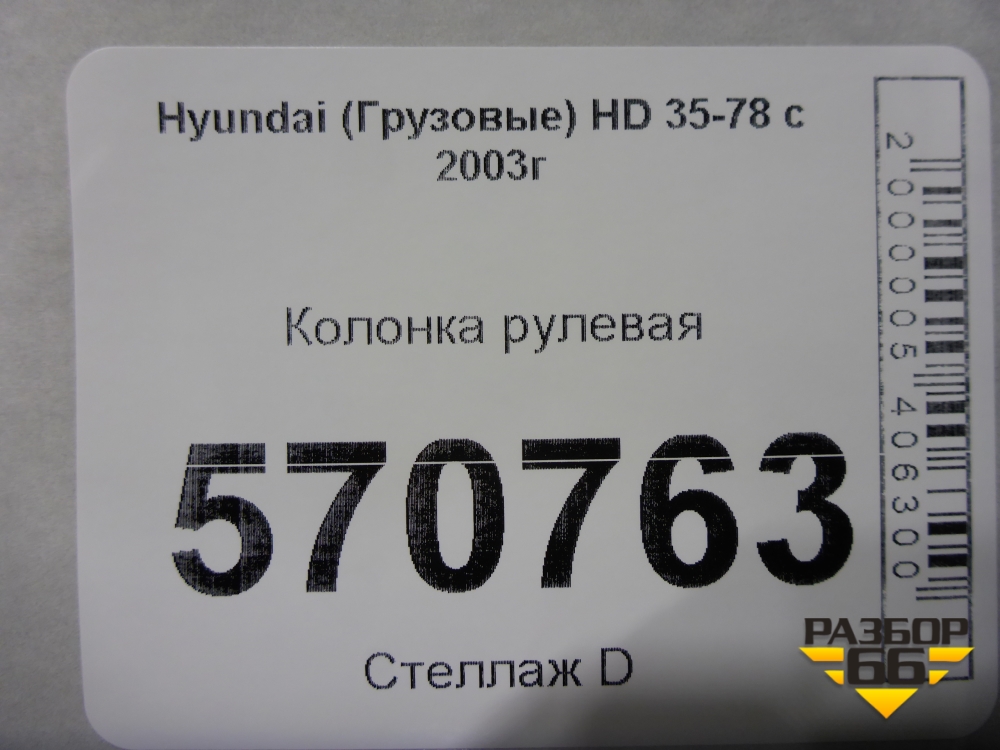 Hyundai (Грузовые) HD 35-78 с
2003г
Колонка рулевая
570763
Стеллаж D
2000005406300
РАЗБОР
66